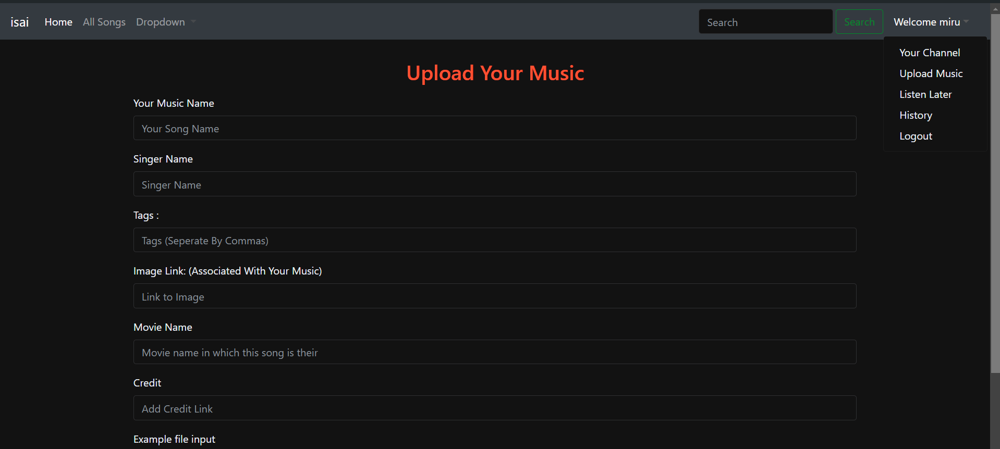 isai Home All Songs Dropdown Search Search Welcome miru
Your Channel
Upload Music
Listen Later
History
Logout
Upload Your Music
Your Music Name
Your Song Name
Singer Name
Singer Name
Tags :
Tags (Seperate By Commas)
Image Link: (Associated With Your Music)
Link to Image
Movie Name
Movie name in which this song is their
Credit
Add Credit Link
Example file input